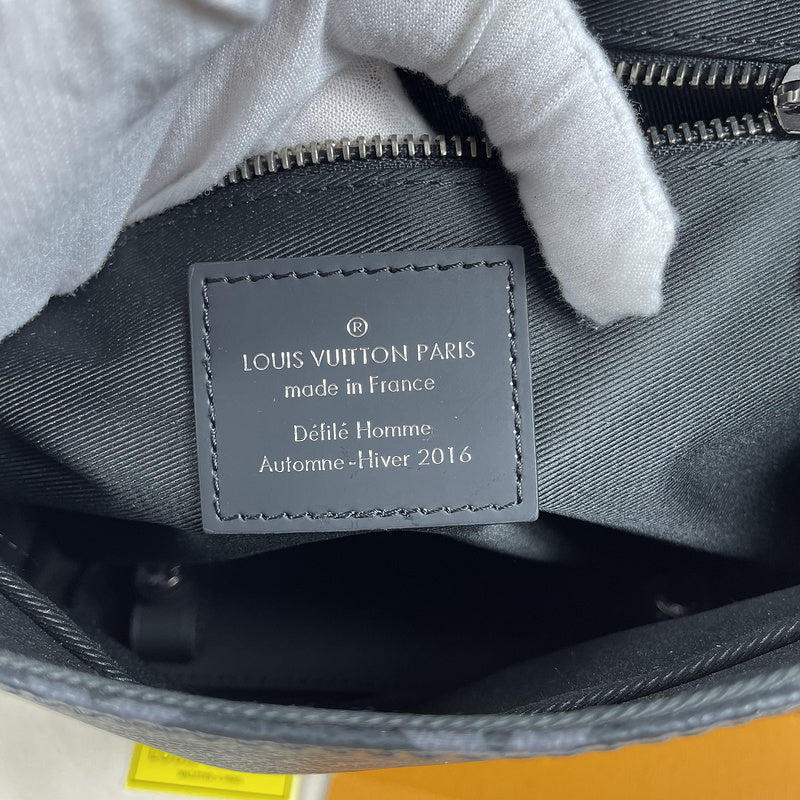 ®
LOUIS VUITTON PARIS
made in France
Défilé Homme
Automne-Hiver 2016